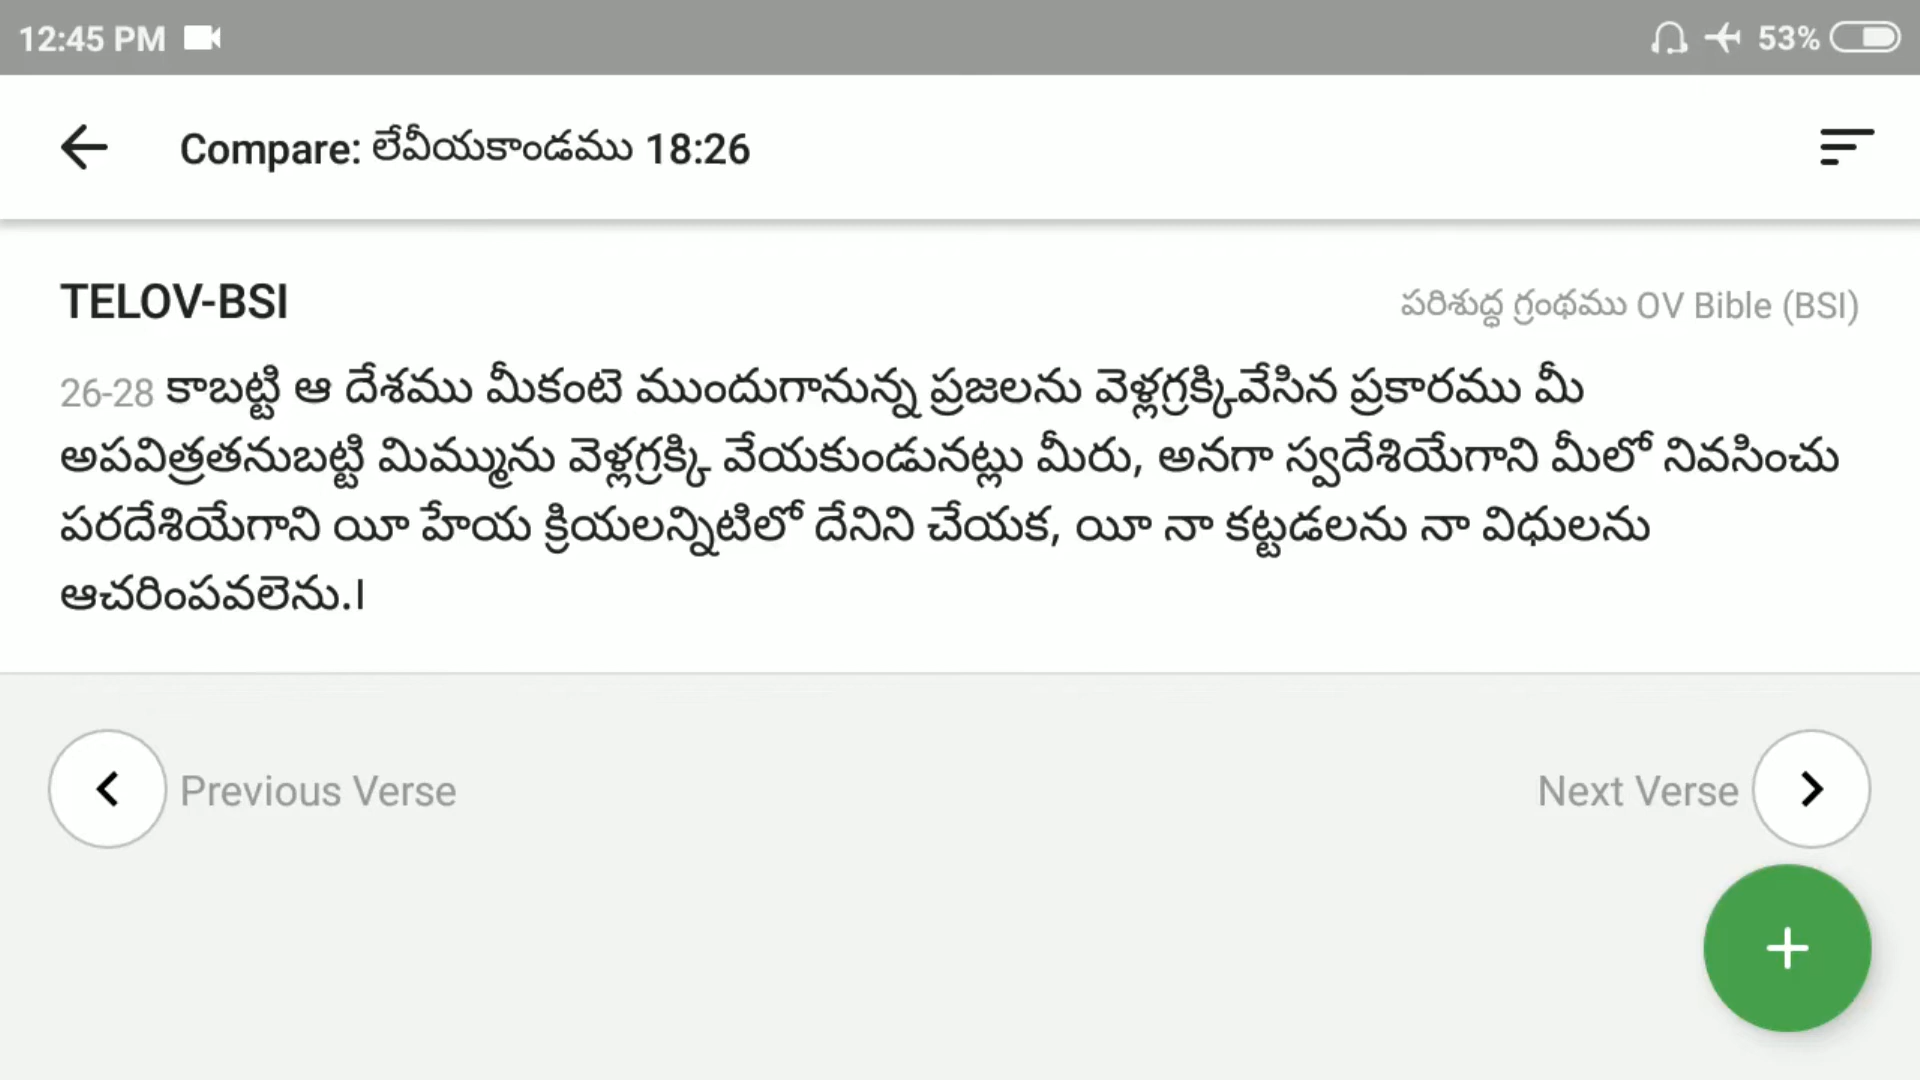 12:45 PM 53%
Compare: లేవీయకాండము 18:26
TELOV-BSI పరిశుద్ధ గ్రంథము OV Bible (BSI)
26-28 కాబట్టి ఆ దేశము మీకంటె ముందుగానున్న ప్రజలను వెళ్లగ్రక్కివేసిన ప్రకారము మీ
అపవిత్రతనుబట్టి మిమ్మును వెళ్లగ్రక్కి వేయకుండునట్లు మీరు, అనగా స్వదేశియేగాని మీలో నివసించు
పరదేశియేగాని యీ హేయ క్రియలన్నిటిలో దేనిని చేయక, యీ నా కట్టడలను నా విధులను
ఆచరింపవలెను.।
Previous Verse Next Verse